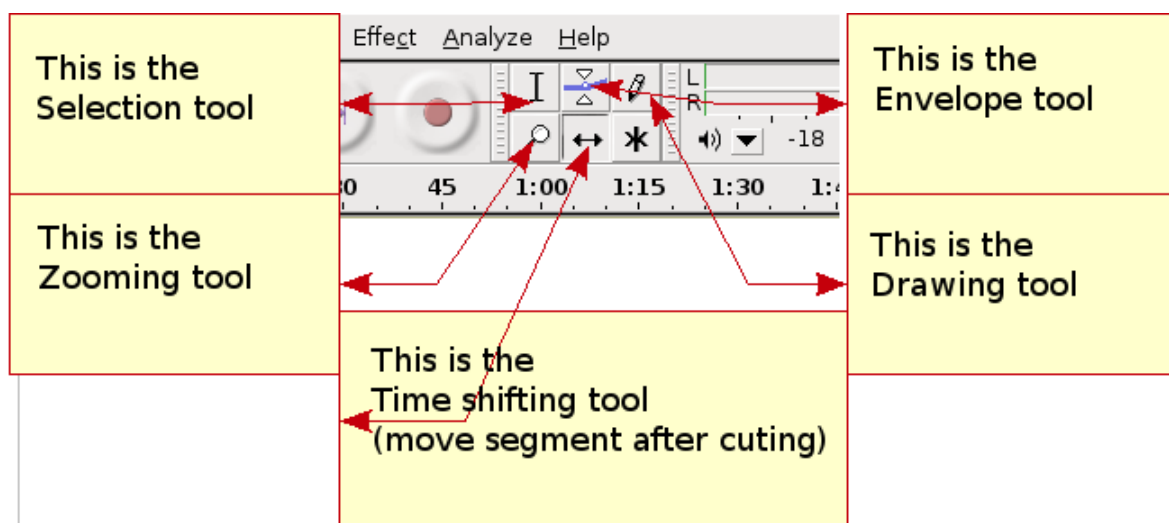 This is the
Selection tool
Effect Analyze Help
This is the
Envelope tool
L
R
-18
45 1:00 1:15 1:30
This is the
Zooming tool
This is the
Drawing tool
This is the
Time shifting tool
(move segment after cuting)